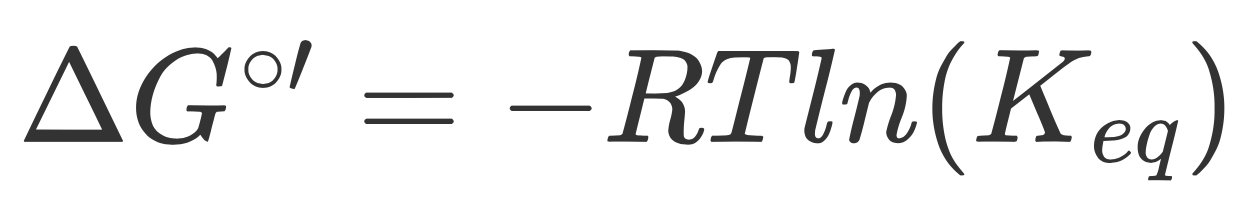 ΔG°′ = −RTln(K_eq)